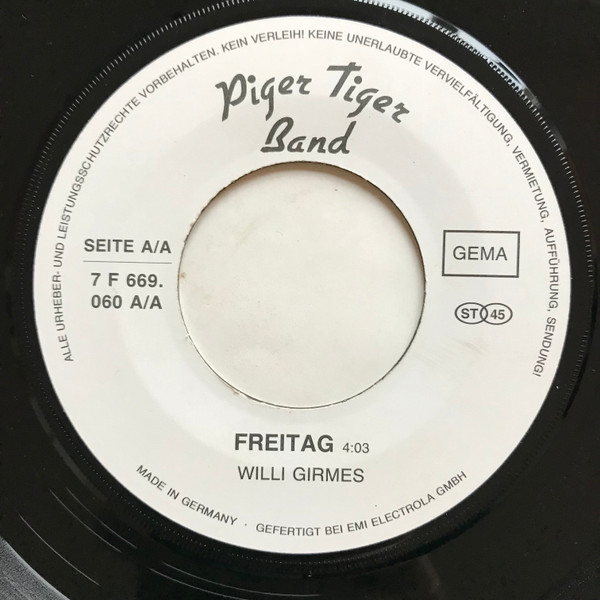 ALLE URHEBER- UND LEISTUNGSSCHUTZRECHTE VORBEHALTEN. KEIN VERLEIH! KEINE UNERLAUBTE VERVIELFÄLTIGUNG, VERMIETUNG, AUFFÜHRUNG, SENDUNG!
Piger Tiger
Band
SEITE A/A
7 F 669.
060 A/A
GEMA
ST 45
FREITAG 4:03
WILLI GIRMES
MADE IN GERMANY · GEFERTIGT BEI EMI ELECTROLA GMBH